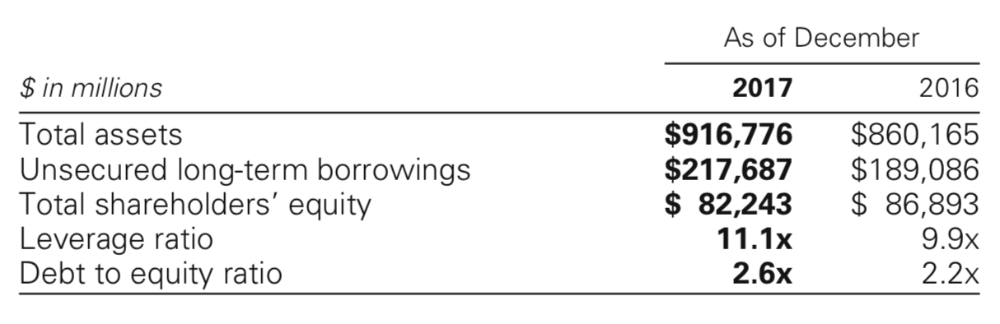 As of December
$ in millions 2017 2016
Total assets $916,776 $860,165
Unsecured long-term borrowings $217,687 $189,086
Total shareholders’ equity $ 82,243 $ 86,893
Leverage ratio 11.1x 9.9x
Debt to equity ratio 2.6x 2.2x